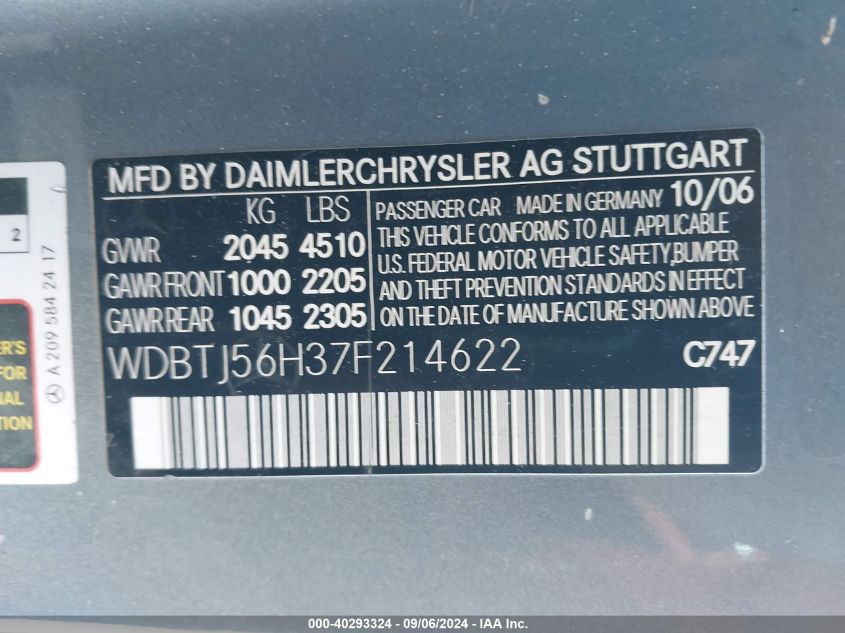 MFD BY DAIMLERCHRYSLER AG STUTTGART
KG LBS
GVWR 2045 4510
GAWR FRONT 1000 2205
GAWR REAR 1045 2305
PASSENGER CAR MADE IN GERMANY 10/06
THIS VEHICLE CONFORMS TO ALL APPLICABLE
U.S. FEDERAL MOTOR VEHICLE SAFETY,BUMPER
AND THEFT PREVENTION STANDARDS IN EFFECT
ON THE DATE OF MANUFACTURE SHOWN ABOVE
WDBTJ56H37F214622 C747
2
A 209 584 24 17
FOR
000-40293324 - 09/06/2024 - IAAI.com